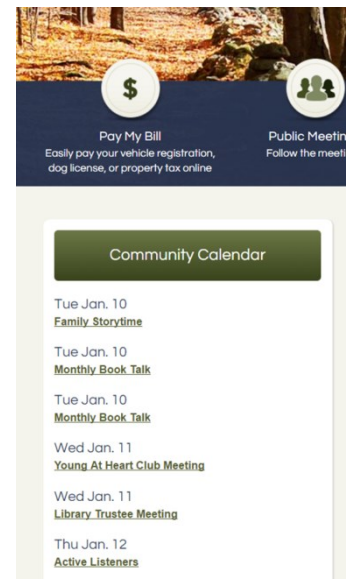 $
Pay My Bill
Easily pay your vehicle registration,
dog license, or property tax online
Public
Follow the
Community Calendar
Tue Jan. 10
Family Storytime
Tue Jan. 10
Monthly Book Talk
Tue Jan. 10
Monthly Book Talk
Wed Jan. 11
Young At Heart Club Meeting
Wed Jan. 11
Library Trustee Meeting
Thu Jan. 12
Active Listeners